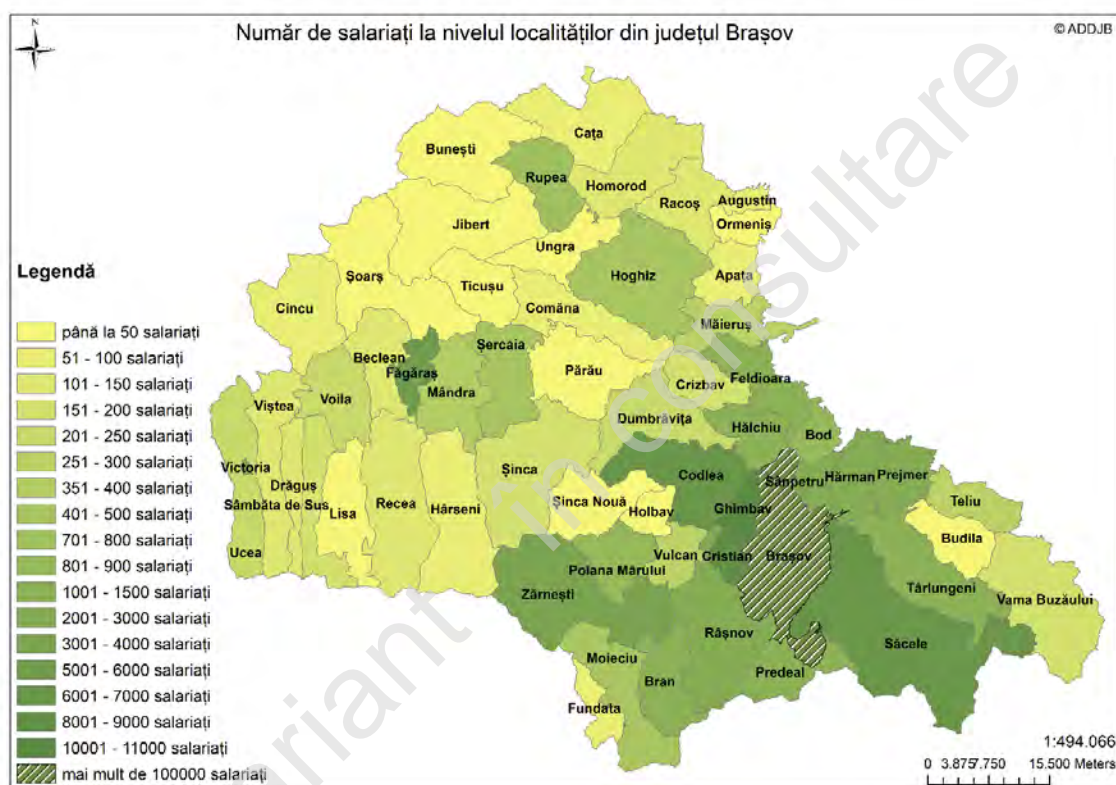 N
Număr de salariați la nivelul localităților din județul Brașov
© ADDJB
Cața
Bunești
Rupea
Homorod
Racoș
Augustin
Ormeniș
Jibert
Ungra
Hoghiz
Apața
Șoarș
Ticușu
Comăna
Cincu
Măieruș
Șercaia
Beclean
Făgăraș
Părău
Crizbav
Feldioara
Mândra
Voila
Viștea
Dumbrăvița
Hălchiu
Bod
Victoria
Drăguș
Șinca
Codlea
Sânpetru
Hărman
Prejmer
Sâmbăta de Sus
Lisa
Recea
Hârseni
Șinca Nouă
Holbav
Ghimbav
Teliu
Budila
Ucea
Poiana Mărului
Vulcan
Cristian
Brașov
Zărnești
Târlungeni
Vama Buzăului
Râșnov
Săcele
Moieciu
Bran
Predeal
Fundata
Legendă
până la 50 salariați
51 - 100 salariați
101 - 150 salariați
151 - 200 salariați
201 - 250 salariați
251 - 300 salariați
351 - 400 salariați
401 - 500 salariați
701 - 800 salariați
801 - 900 salariați
1001 - 1500 salariați
2001 - 3000 salariați
3001 - 4000 salariați
5001 - 6000 salariați
6001 - 7000 salariați
8001 - 9000 salariați
10001 - 11000 salariați
mai mult de 100000 salariați
1:494.066
0 3.875 7.750 15.500 Meters
variant în consultare